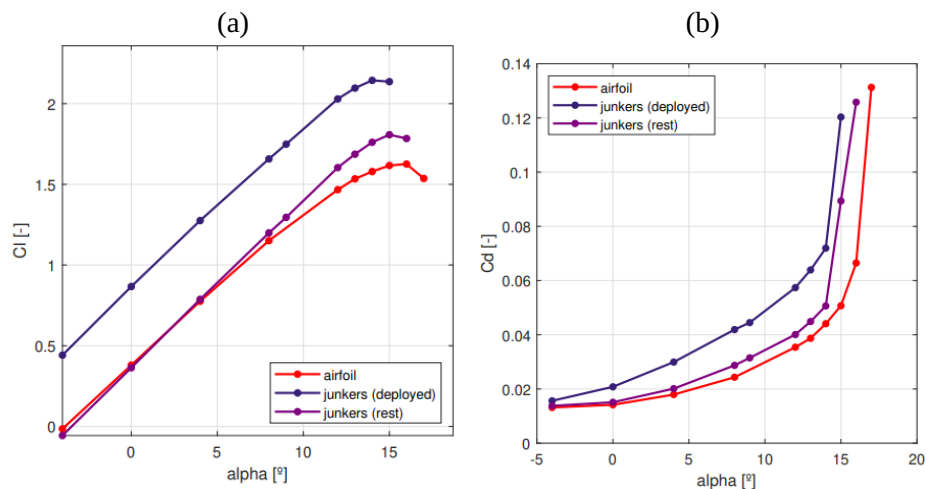 (a)
2
1.5
1
0.5
0
0
5
10
15
Cl [-]
alpha [º]
airfoil
junkers (deployed)
junkers (rest)
(b)
0.14
0.12
0.1
0.08
0.06
0.04
0.02
0
-5
0
5
10
15
20
Cd [-]
alpha [º]
airfoil
junkers (deployed)
junkers (rest)